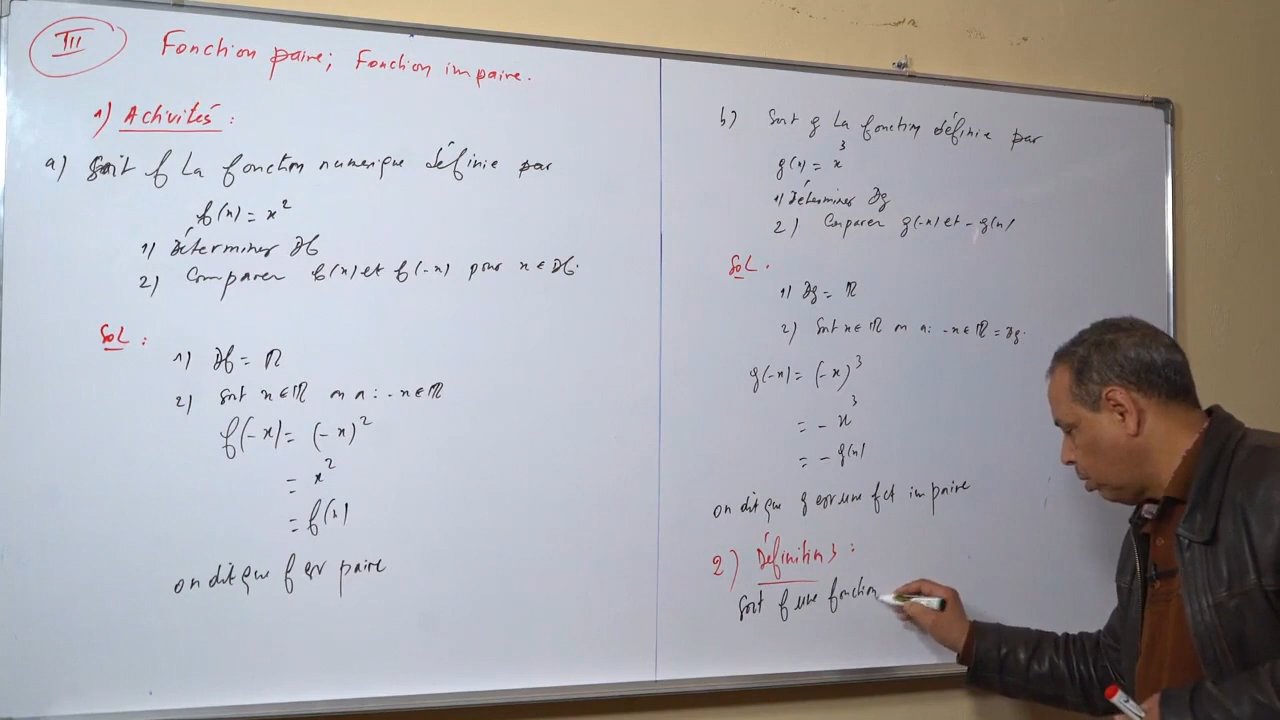 III Fonction paire; Fonction impaire.
1) Activités :
a) Soit f la fonction numérique définie par
f(x) = x²
1) Déterminer Df
2) Comparer f(x) et f(-x) pour x ∈ Df.
Sol :
1) Df = ℝ
2) Soit x ∈ ℝ on a : -x ∈ ℝ
f(-x) = (-x)²
= x²
= f(x)
on dit que f est paire
b) Soit g la fonction définie par
g(x) = x³
1) Déterminer Dg
2) Comparer g(-x) et -g(x)
Sol.
1) Dg = ℝ
2) Soit x ∈ ℝ on a : -x ∈ ℝ = Dg.
g(-x) = (-x)³
= - x³
= - g(x)
on dit que g est une fct impaire
2) Définitions :
Soit f une fonction